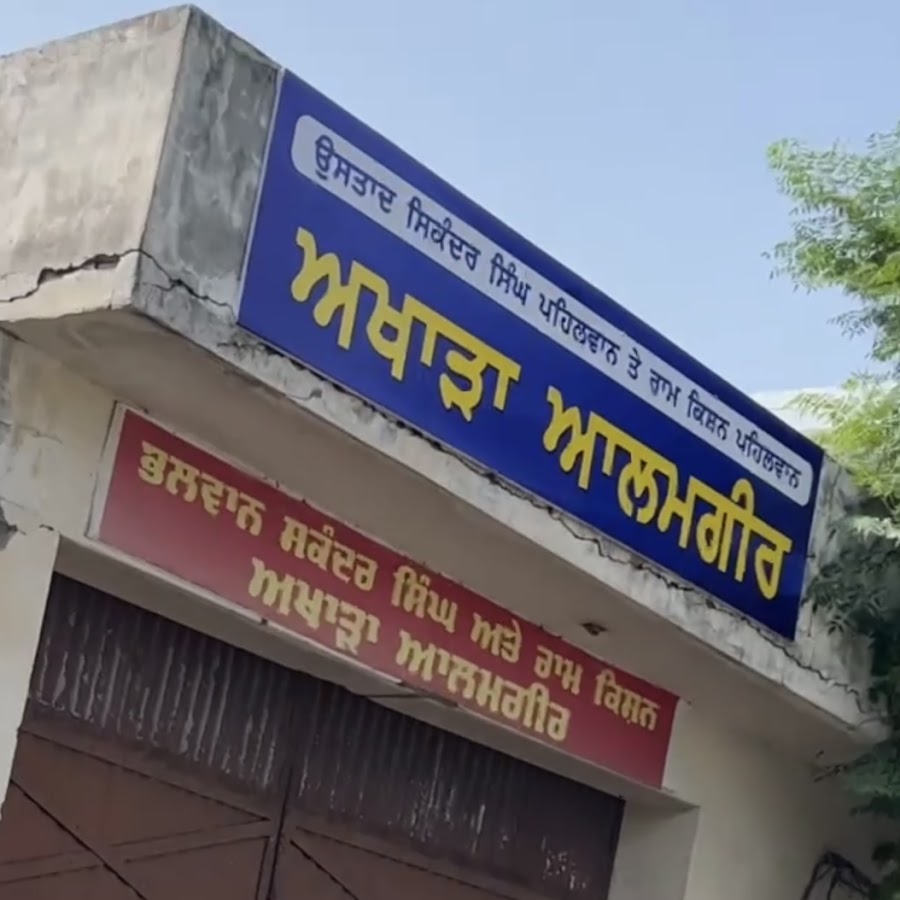 ਉਸਤਾਦ ਸਿਕੰਦਰ ਸਿੰਘ ਪਹਿਲਵਾਨ ਤੇ ਰਾਮ ਕਿਸ਼ਨ ਪਹਿਲਵਾਨ
ਅਖਾੜਾ ਆਲਮਗੀਰ
ਭਲਵਾਨ ਸਕੰਦਰ ਸਿੰਘ ਅਤੇ ਰਾਮ ਕਿਸ਼ਨ
ਅਖਾੜਾ ਆਲਮਗੀਰ